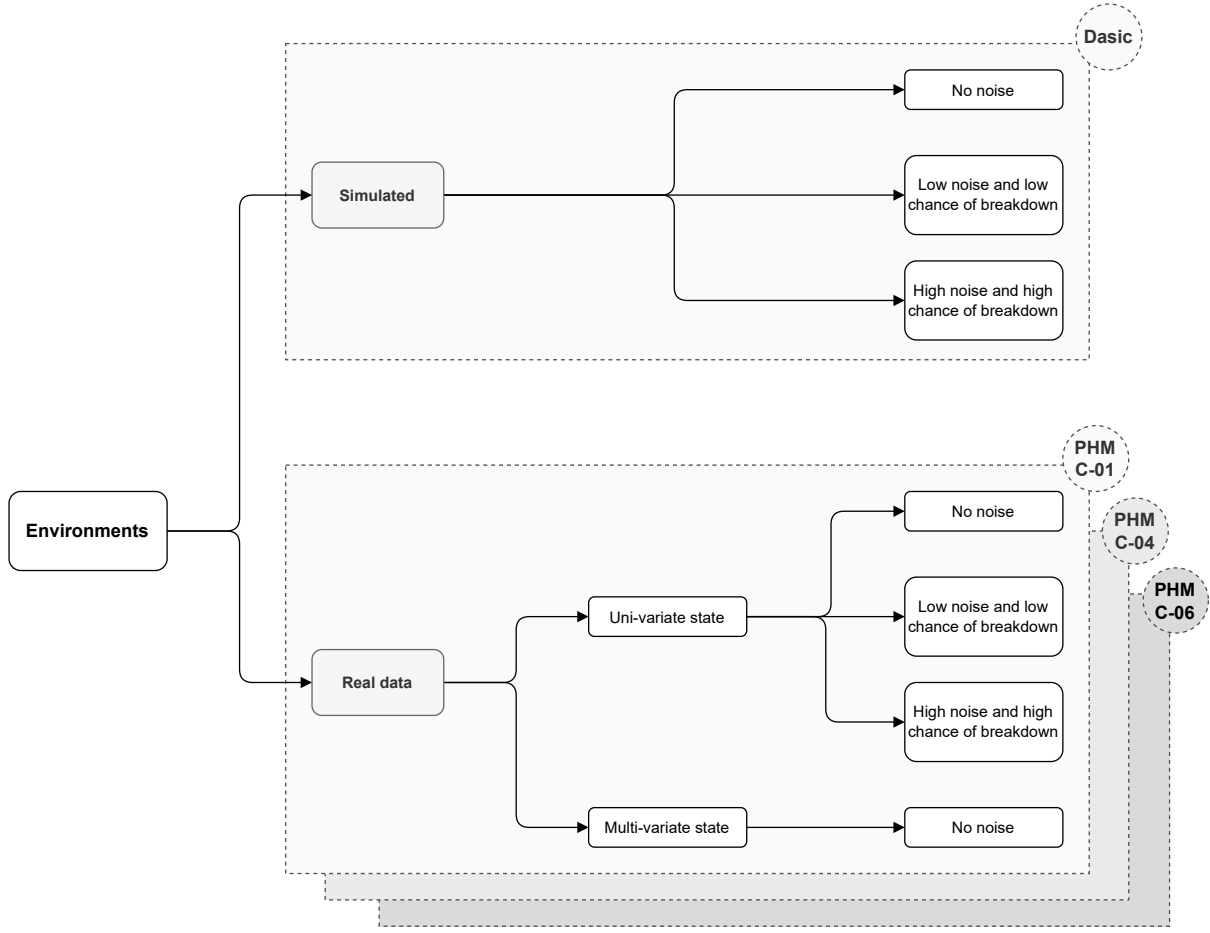 Dasic
No noise
Simulated
Low noise and low
chance of breakdown
High noise and high
chance of breakdown
PHM
C-01
PHM
C-04
PHM
C-06
Environments
No noise
Uni-variate state
Low noise and low
chance of breakdown
Real data
High noise and high
chance of breakdown
Multi-variate state
No noise